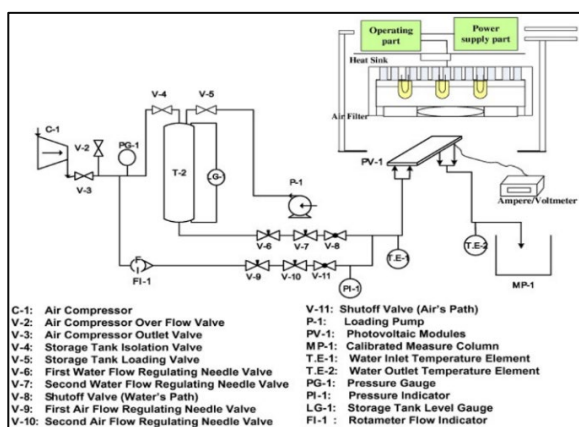 Operating part
Power supply part
Heat Sink
Air Filter
V-4
V-5
C-1
V-2
PG-1
V-3
T-2
LG-
P-1
PV-1
Ampere/Voltmeter
V-6
V-7
V-8
T.E-1
T.E-2
F
FI-1
V-9
V-10
V-11
PI-1
MP-1
C-1: Air Compressor
V-2: Air Compressor Over Flow Valve
V-3: Air Compressor Outlet Valve
V-4: Storage Tank Isolation Valve
V-5: Storage Tank Loading Valve
V-6: First Water Flow Regulating Needle Valve
V-7: Second Water Flow Regulating Needle Valve
V-8: Shutoff Valve (Water's Path)
V-9: First Air Flow Regulating Needle Valve
V-10: Second Air Flow Regulating Needle Valve
V-11: Shutoff Valve (Air's Path)
P-1: Loading Pump
PV-1: Photovoltaic Modules
MP-1: Calibrated Measure Column
T.E-1: Water Inlet Temperature Element
T.E-2: Water Outlet Temperature Element
PG-1: Pressure Gauge
PI-1: Pressure Indicator
LG-1: Storage Tank Level Gauge
FI-1: Rotameter Flow Indicator